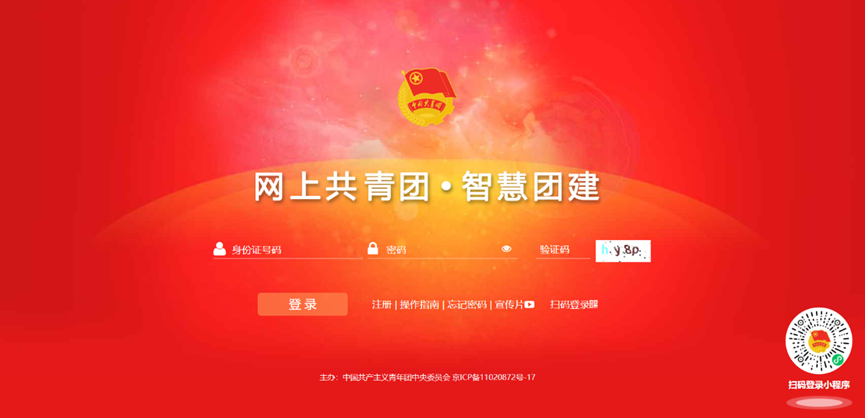 中国共青团
网上共青团·智慧团建
身份证号码
密码
验证码
h.y8p.
登录
注册 | 操作指南 | 忘记密码 | 宣传片
扫码登录
主办：中国共产主义青年团中央委员会 京ICP备11020872号-17
扫码登录小程序